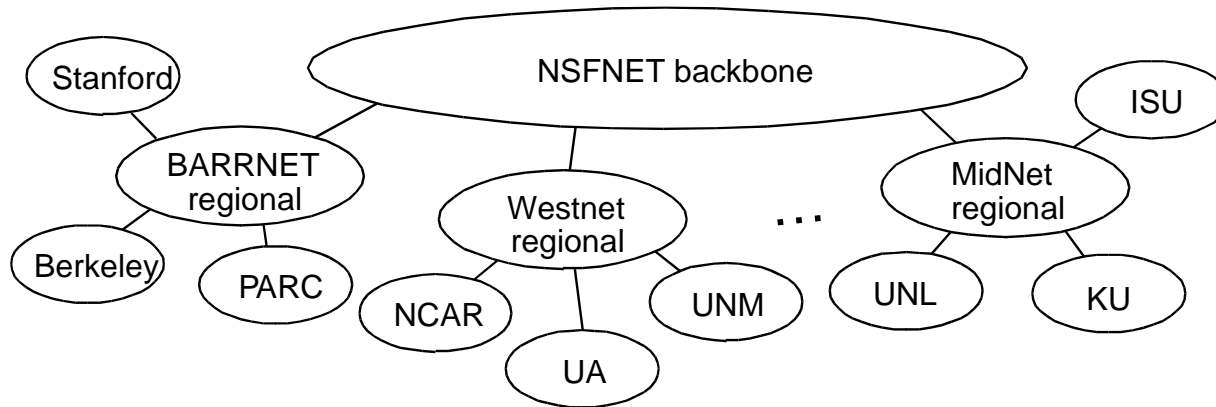 NSFNET backbone
Stanford
ISU
BARRNET
regional
MidNet
regional
Westnet
regional
...
Berkeley
PARC
NCAR
UNM
UNL
KU
UA